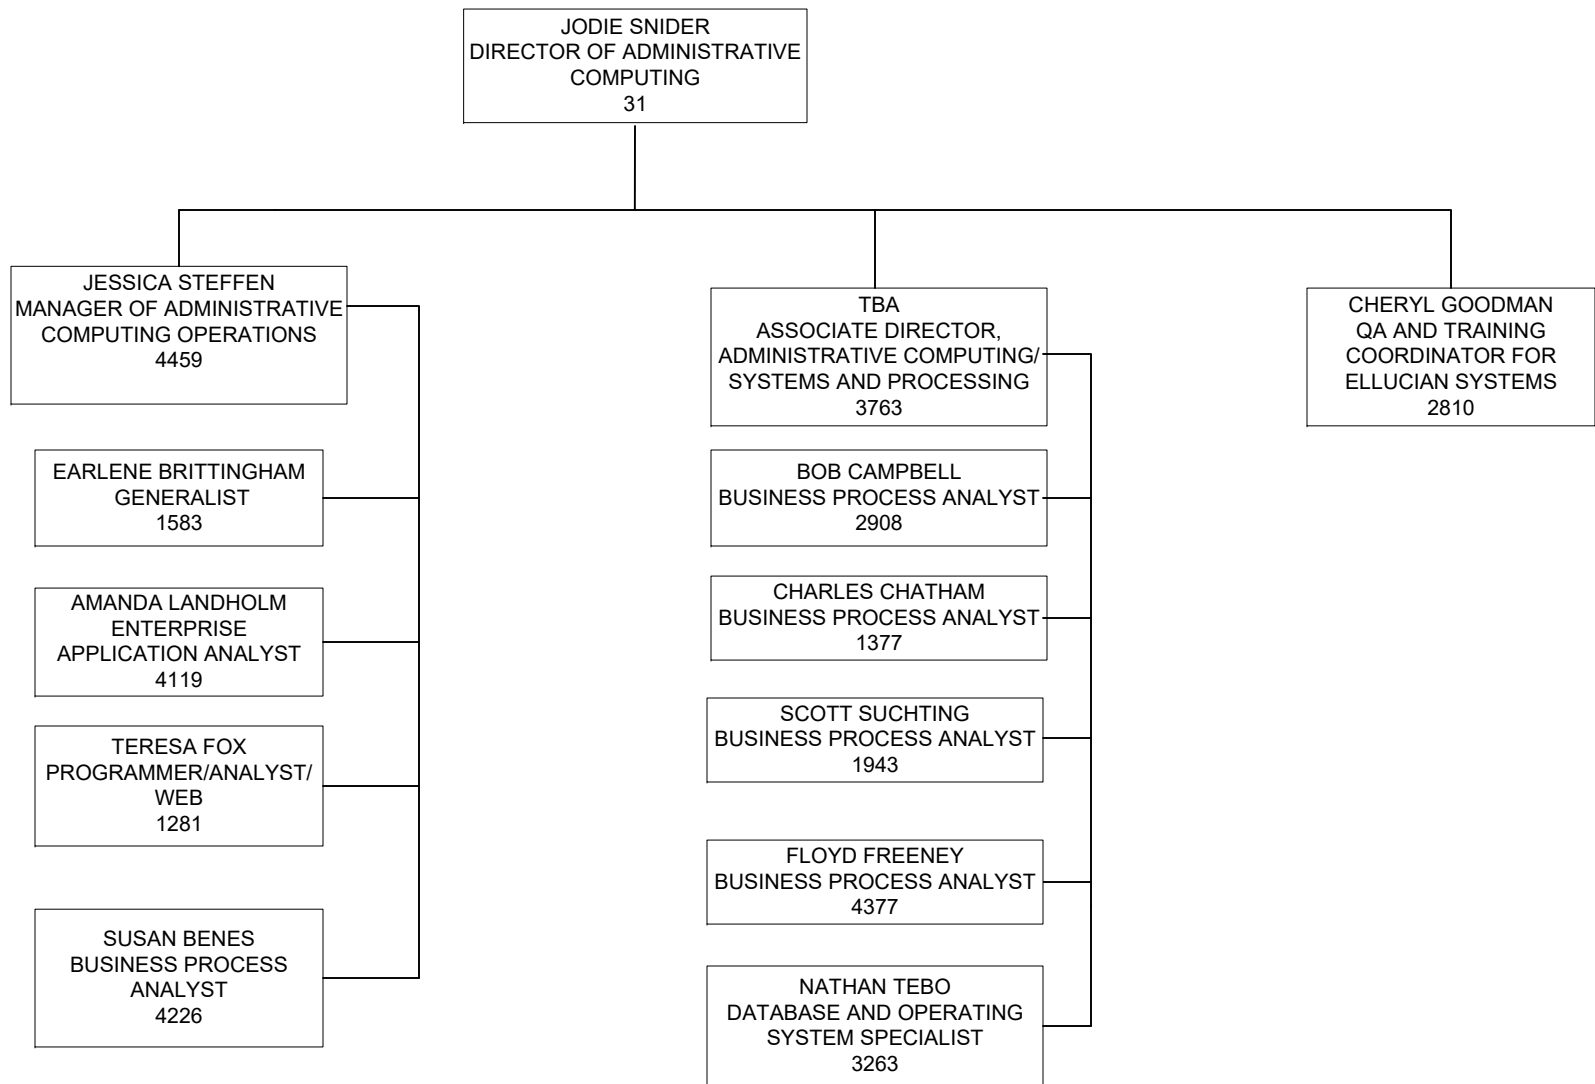 JODIE SNIDER
DIRECTOR OF ADMINISTRATIVE
COMPUTING
31
JESSICA STEFFEN
MANAGER OF ADMINISTRATIVE
COMPUTING OPERATIONS
4459
EARLENE BRITTINGHAM
GENERALIST
1583
AMANDA LANDHOLM
ENTERPRISE
APPLICATION ANALYST
4119
TERESA FOX
PROGRAMMER/ANALYST/
WEB
1281
SUSAN BENES
BUSINESS PROCESS
ANALYST
4226
TBA
ASSOCIATE DIRECTOR,
ADMINISTRATIVE COMPUTING/
SYSTEMS AND PROCESSING
3763
BOB CAMPBELL
BUSINESS PROCESS ANALYST
2908
CHARLES CHATHAM
BUSINESS PROCESS ANALYST
1377
SCOTT SUCHTING
BUSINESS PROCESS ANALYST
1943
FLOYD FREENEY
BUSINESS PROCESS ANALYST
4377
NATHAN TEBO
DATABASE AND OPERATING
SYSTEM SPECIALIST
3263
CHERYL GOODMAN
QA AND TRAINING
COORDINATOR FOR
ELLUCIAN SYSTEMS
2810